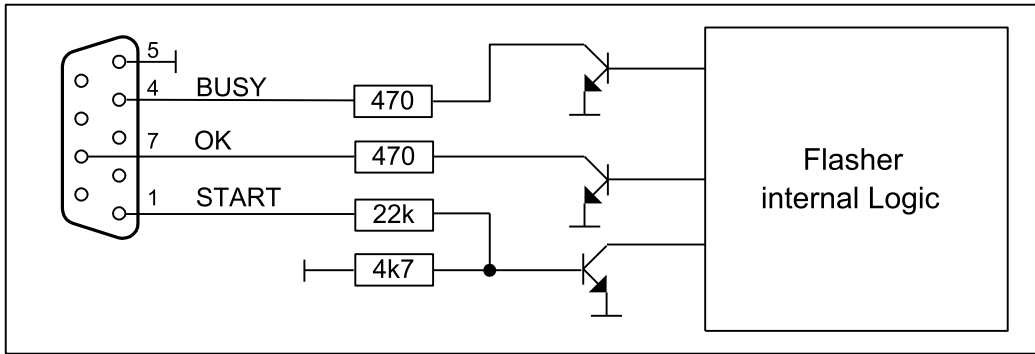 5
4 BUSY 470
7 OK 470
1 START 22k
4k7
Flasher
internal Logic